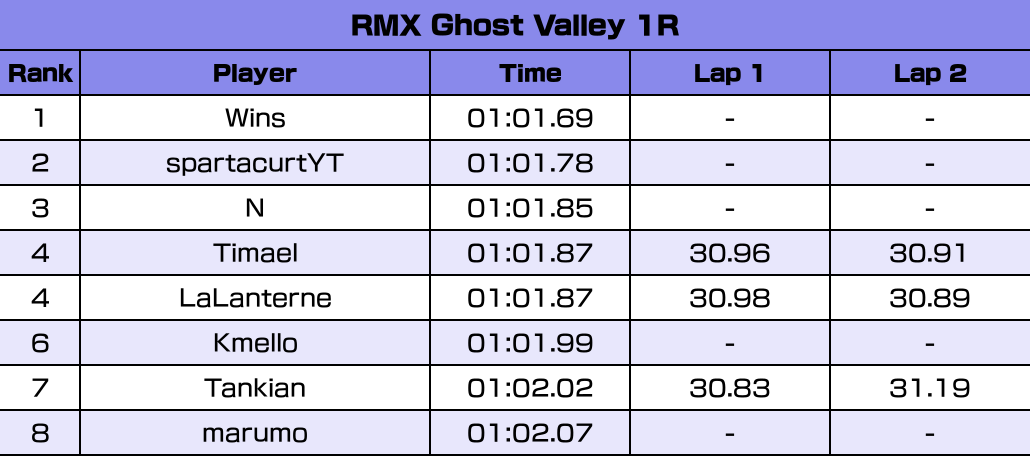 RMX Ghost Valley 1R
Rank Player Time Lap 1 Lap 2
1 Wins 01:01.69 - -
2 spartacurtYT 01:01.78 - -
3 N 01:01.85 - -
4 Timael 01:01.87 30.96 30.91
4 LaLanterne 01:01.87 30.98 30.89
6 Kmello 01:01.99 - -
7 Tankian 01:02.02 30.83 31.19
8 marumo 01:02.07 - -